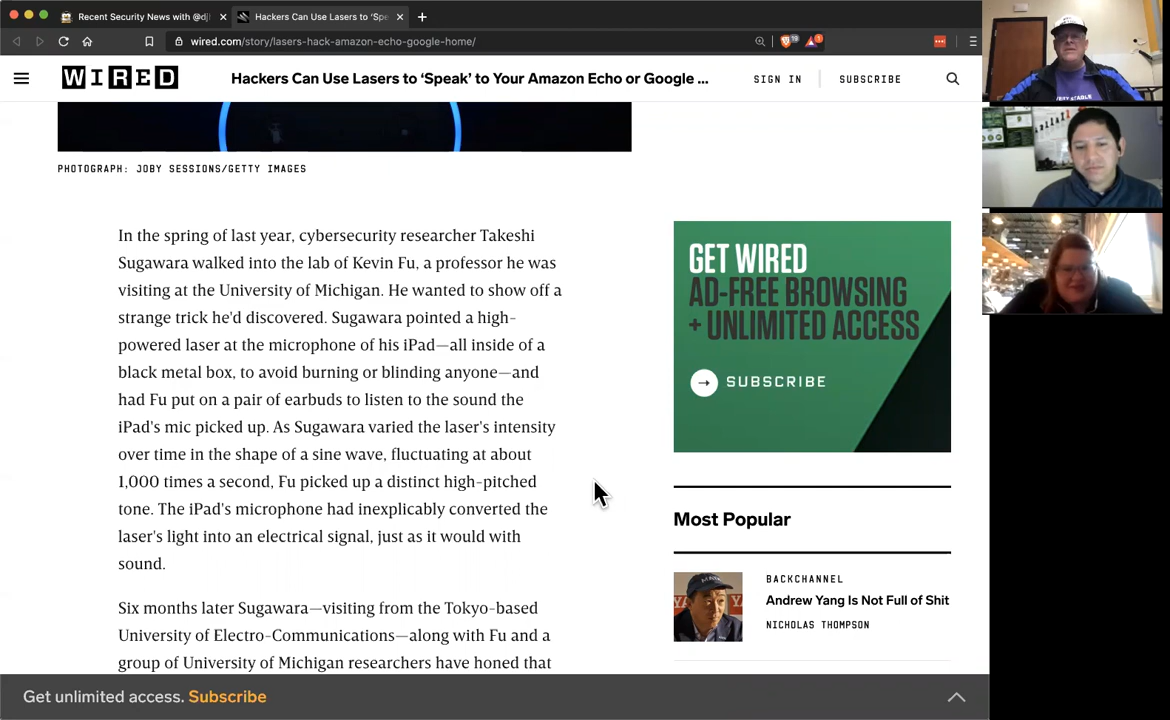 Recent Security News with @djl
Hackers Can Use Lasers to 'Spe
wired.com/story/lasers-hack-amazon-echo-google-home/
WIRED
Hackers Can Use Lasers to ‘Speak’ to Your Amazon Echo or Google ...
SIGN IN
SUBSCRIBE
PHOTOGRAPH: JOBY SESSIONS/GETTY IMAGES
In the spring of last year, cybersecurity researcher Takeshi
Sugawara walked into the lab of Kevin Fu, a professor he was
visiting at the University of Michigan. He wanted to show off a
strange trick he'd discovered. Sugawara pointed a high-
powered laser at the microphone of his iPad—all inside of a
black metal box, to avoid burning or blinding anyone—and
had Fu put on a pair of earbuds to listen to the sound the
iPad's mic picked up. As Sugawara varied the laser's intensity
over time in the shape of a sine wave, fluctuating at about
1,000 times a second, Fu picked up a distinct high-pitched
tone. The iPad's microphone had inexplicably converted the
laser's light into an electrical signal, just as it would with
sound.
Six months later Sugawara—visiting from the Tokyo-based
University of Electro-Communications—along with Fu and a
group of University of Michigan researchers have honed that
GET WIRED
AD-FREE BROWSING
+ UNLIMITED ACCESS
SUBSCRIBE
Most Popular
BACKCHANNEL
Andrew Yang Is Not Full of Shit
NICHOLAS THOMPSON
Get unlimited access. Subscribe